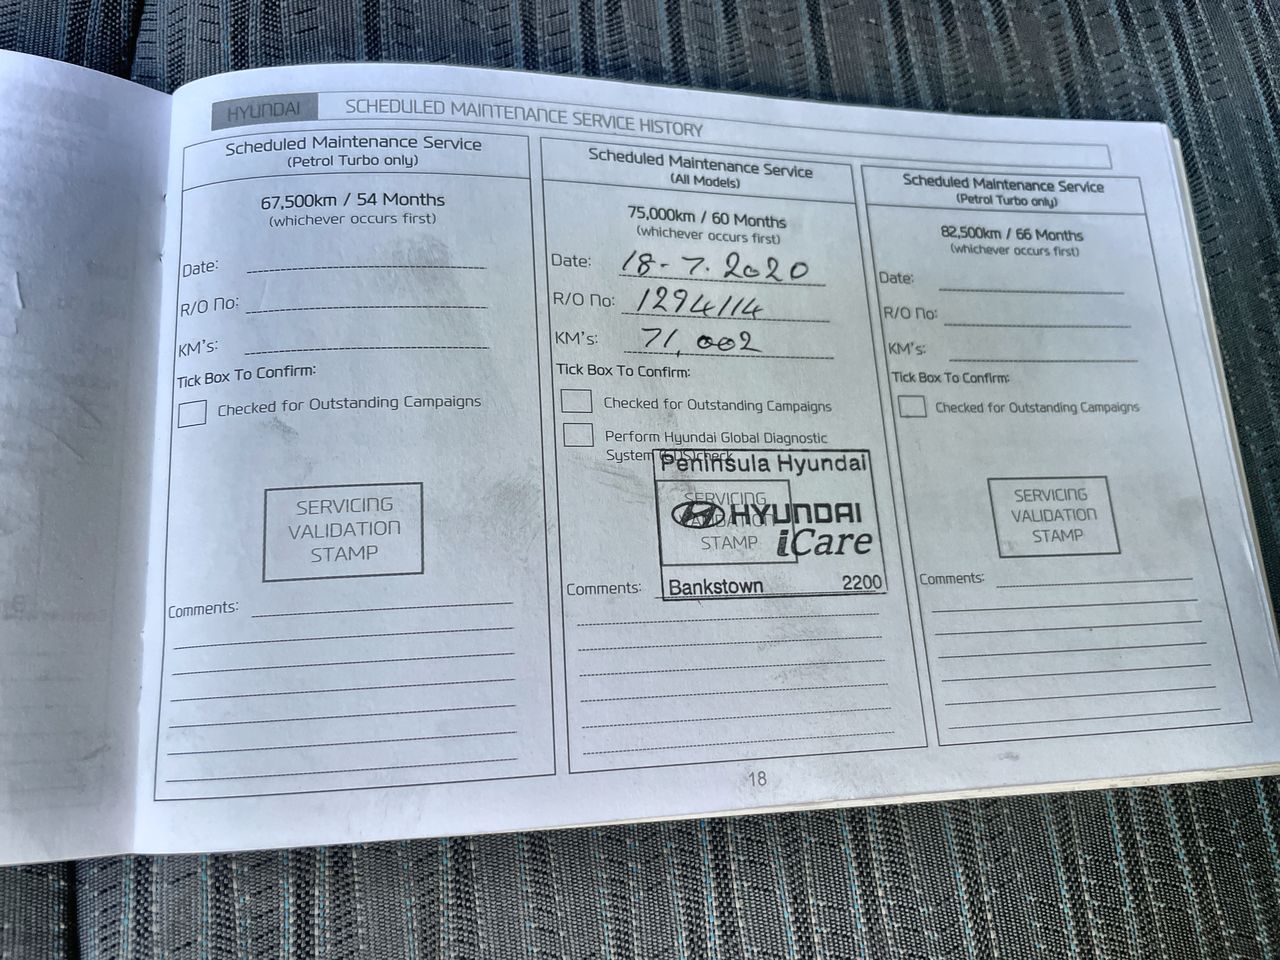 HYUNDAI SCHEDULED MAINTENANCE SERVICE HISTORY
Scheduled Maintenance Service
(Petrol Turbo only)
67,500km / 54 Months
(whichever occurs first)
Date:
R/O No:
KM's:
Tick Box To Confirm:
Checked for Outstanding Campaigns
SERVICING
VALIDATION
STAMP
Comments:
Scheduled Maintenance Service
(All Models)
75,000km / 60 Months
(whichever occurs first)
Date: 18-7.2020
R/O No: 1294114
KM's: 71,002
Tick Box To Confirm:
Checked for Outstanding Campaigns
Perform Hyundai Global Diagnostic
System (GDS) check
Peninsula Hyundai
SERVICING
VALIDATION
STAMP
HYUNDAI
iCare
Bankstown 2200
Comments:
Scheduled Maintenance Service
(Petrol Turbo only)
82,500km / 66 Months
(whichever occurs first)
Date:
R/O No:
KM's:
Tick Box To Confirm:
Checked for Outstanding Campaigns
SERVICING
VALIDATION
STAMP
Comments:
18